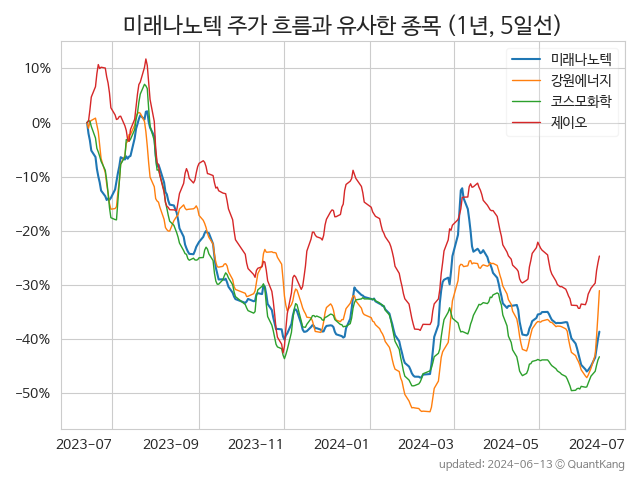 미래나노텍 주가 흐름과 유사한 종목 (1년, 5일선)
미래나노텍
강원에너지
코스모화학
제이오
10%
0%
−10%
−20%
−30%
−40%
−50%
2023-07 2023-09 2023-11 2024-01 2024-03 2024-05 2024-07
updated: 2024-06-13 © QuantKang